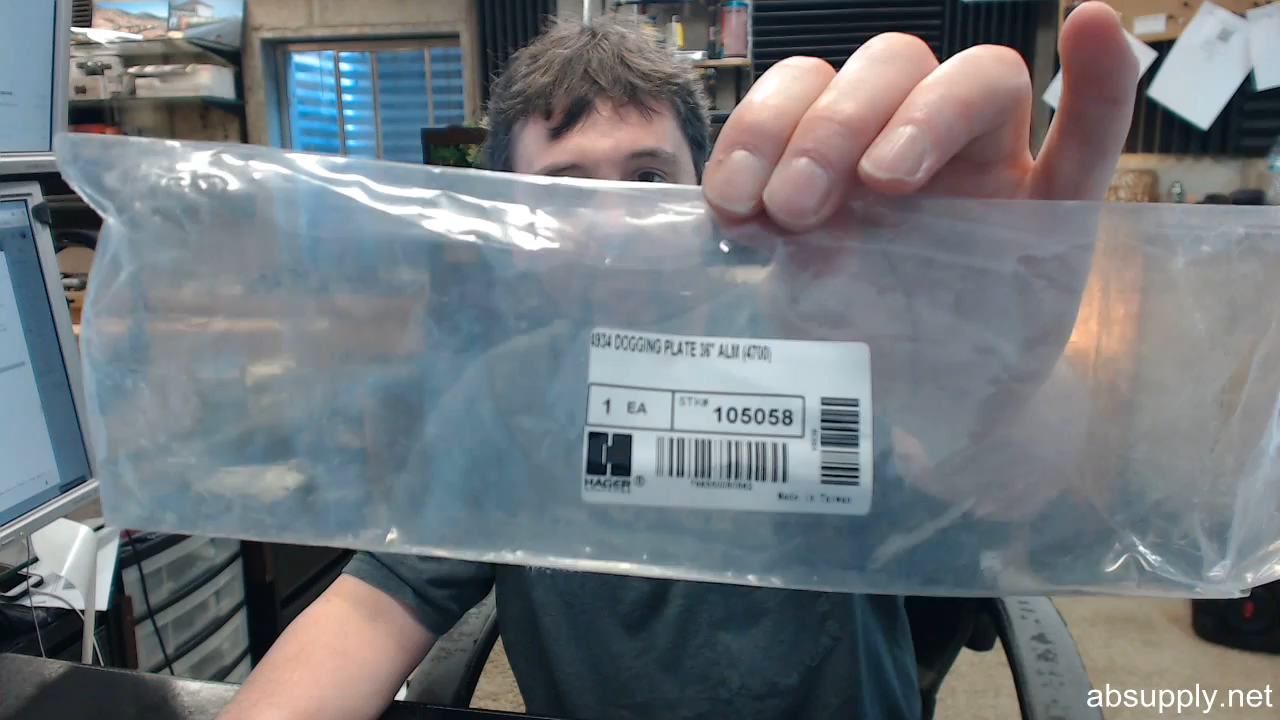 4934 DOGGING PLATE 36" ALM (4700)
1 EA
STK# 105058
HAGER ®
Made in Taiwan
absupply.net